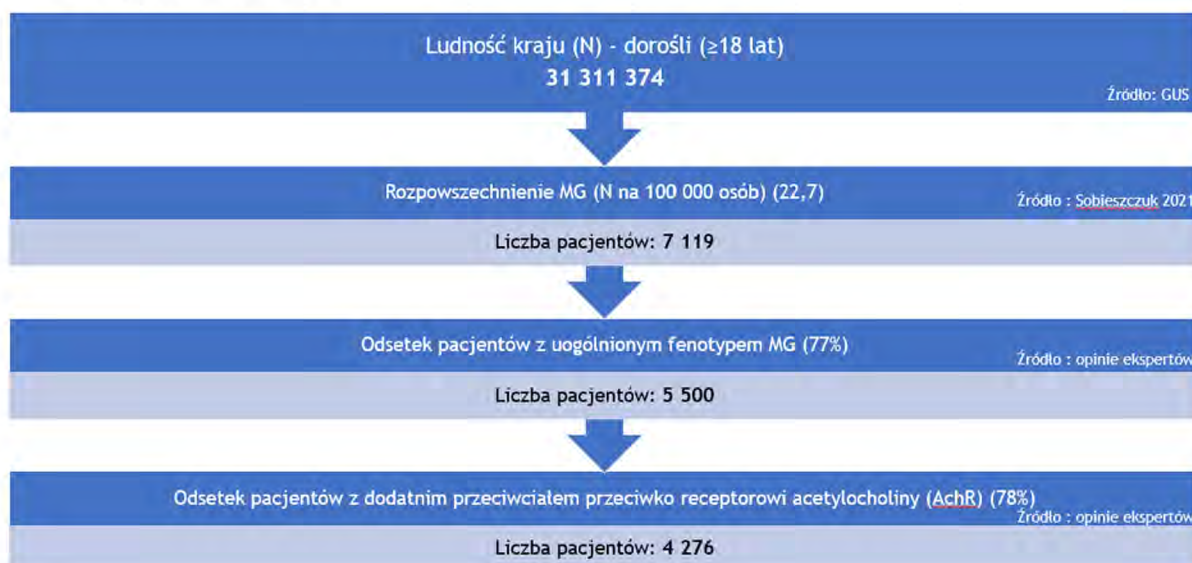 Ludność kraju (N) - dorośli (≥18 lat)
31 311 374
Źródło: GUS
Rozpowszechnienie MG (N na 100 000 osób) (22,7)
Źródło : Sobieszczuk 2021
Liczba pacjentów: 7 119
Odsetek pacjentów z uogólnionym fenotypem MG (77%)
Źródło : opinie ekspertów
Liczba pacjentów: 5 500
Odsetek pacjentów z dodatnim przeciwciałem przeciwko receptorowi acetylocholiny (AchR) (78%)
Źródło : opinie ekspertów
Liczba pacjentów: 4 276